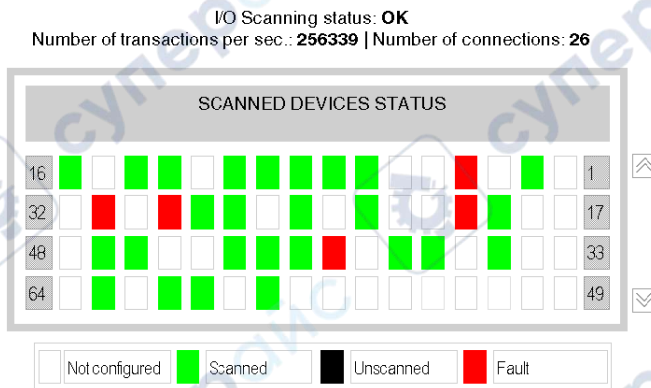 I/O Scanning status: OK
Number of transactions per sec.: 256339 | Number of connections: 26
SCANNED DEVICES STATUS
16 1
32 17
48 33
64 49
Not configured Scanned Unscanned Fault